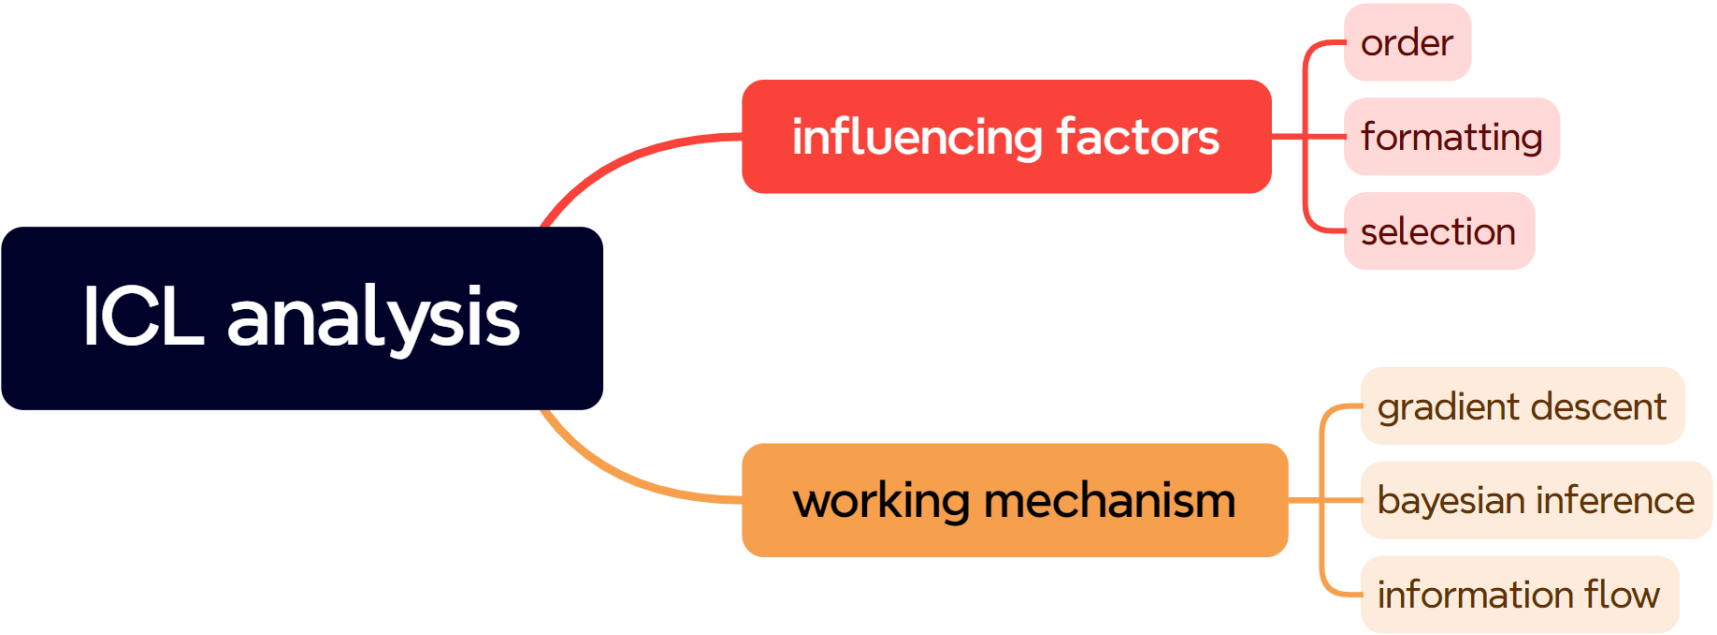 ICL analysis
influencing factors
order
formatting
selection
working mechanism
gradient descent
bayesian inference
information flow